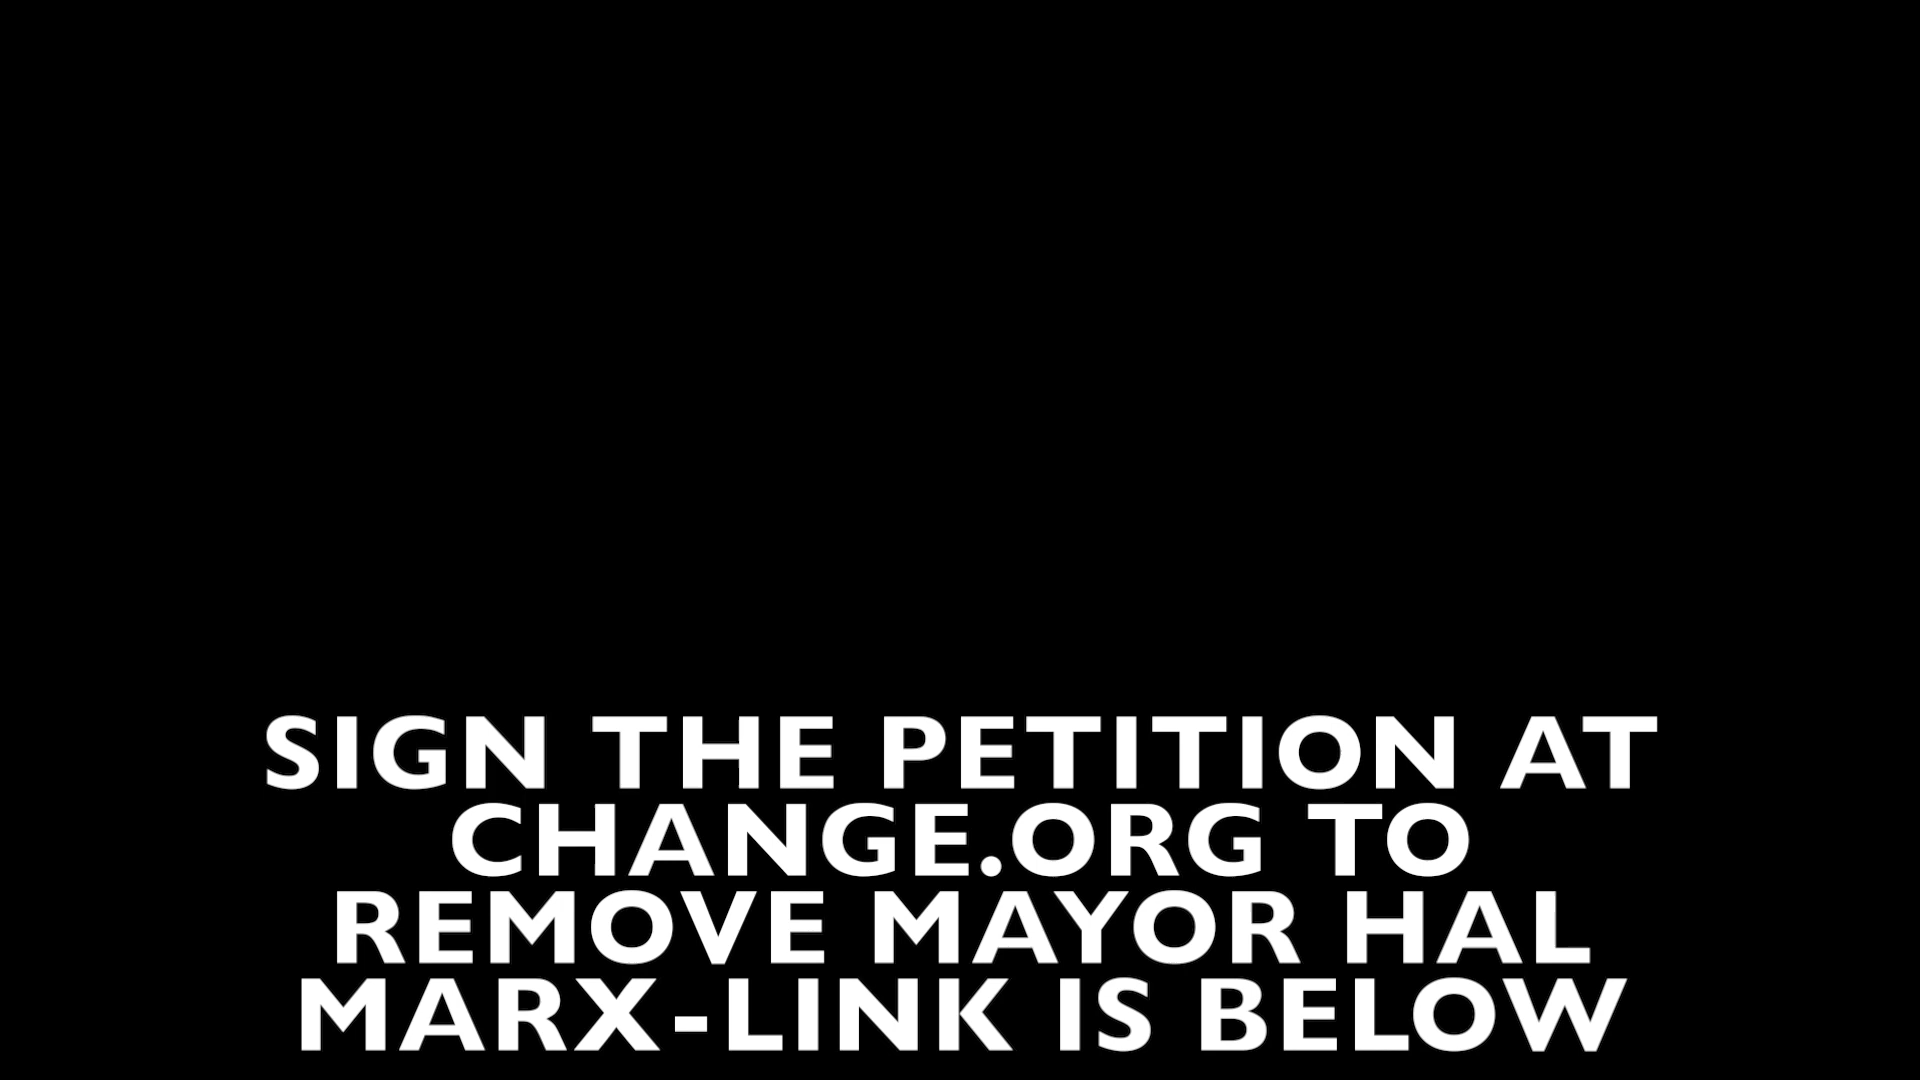 SIGN THE PETITION AT
CHANGE.ORG TO
REMOVE MAYOR HAL
MARX-LINK IS BELOW